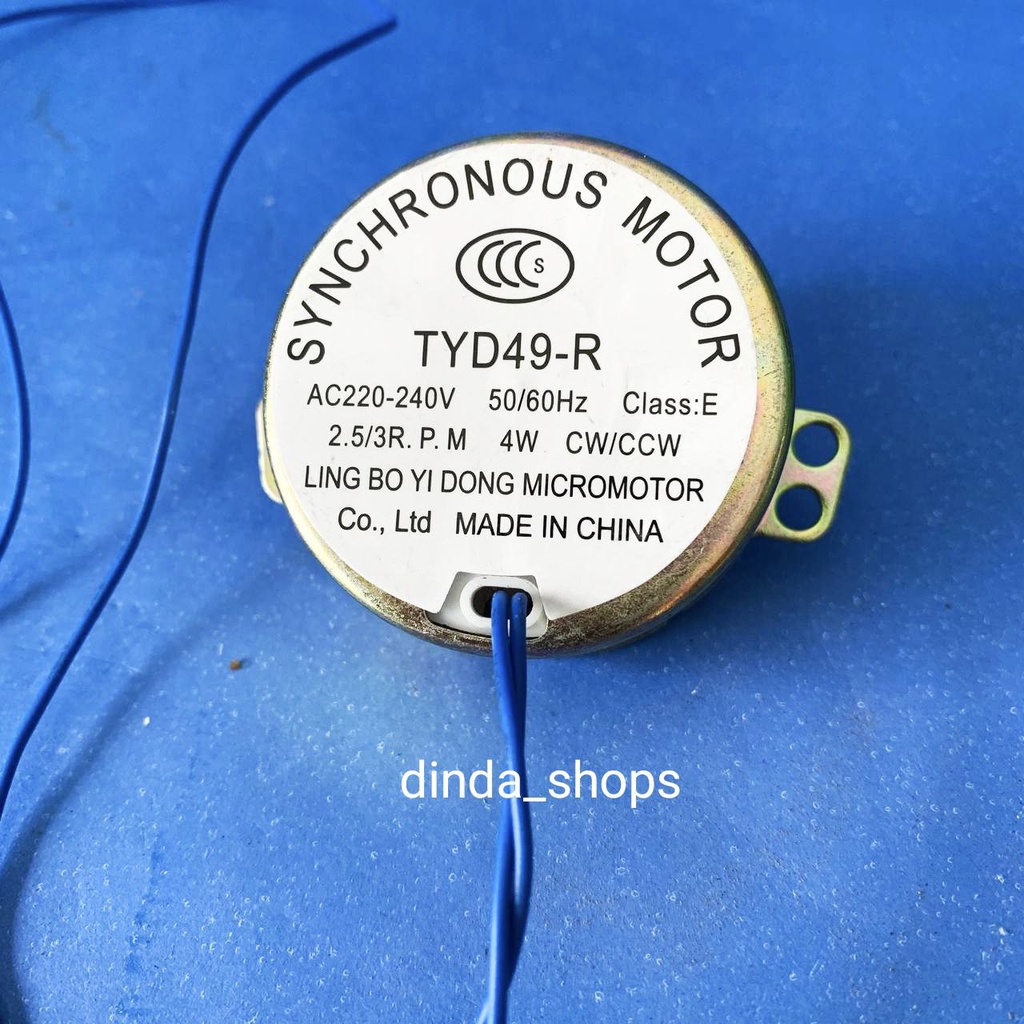 SYNCHRONOUS MOTOR
CCC S
TYD49-R
AC220-240V 50/60Hz Class:E
2.5/3R. P. M 4W CW/CCW
LING BO YI DONG MICROMOTOR
Co., Ltd MADE IN CHINA
dinda_shops